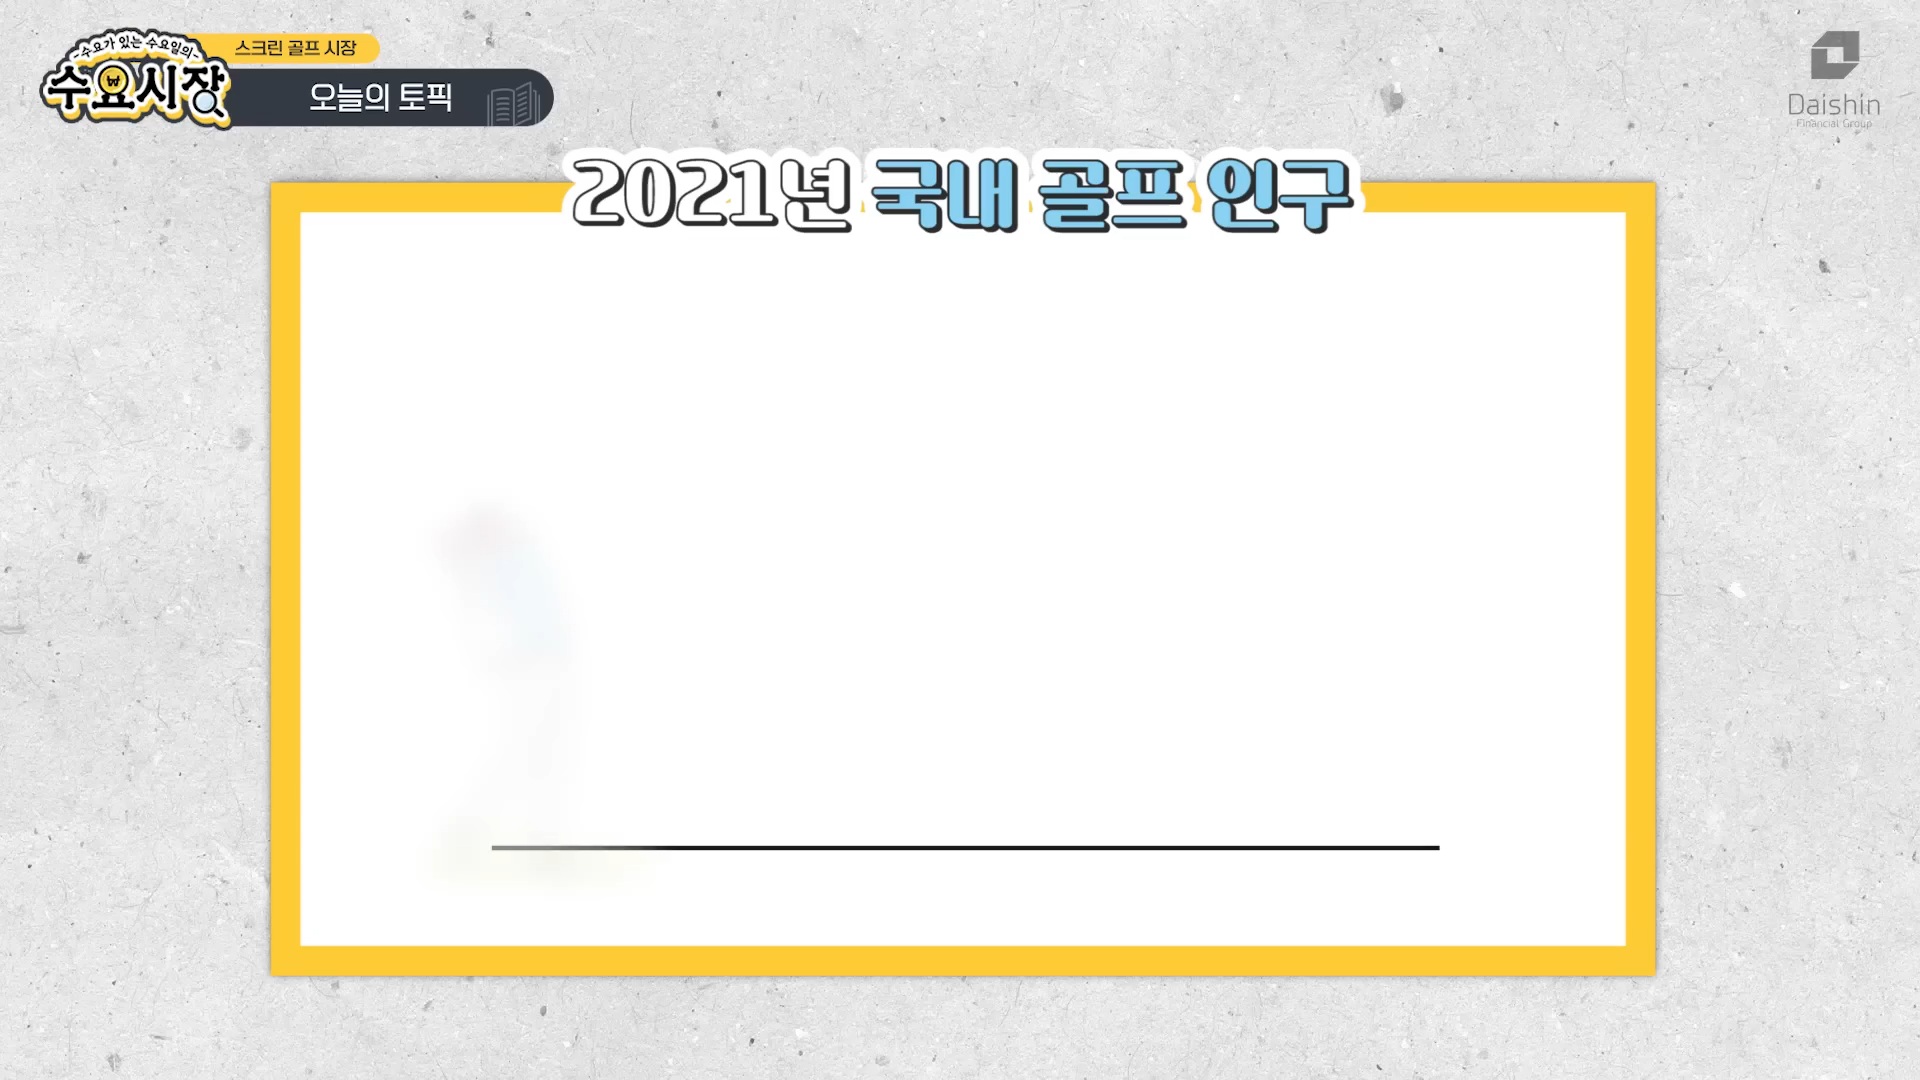 -수요가 있는 수요일의-
수요시장
스크린 골프 시장
오늘의 토픽
Daishin
Financial Group
2021년 국내 골프 인구